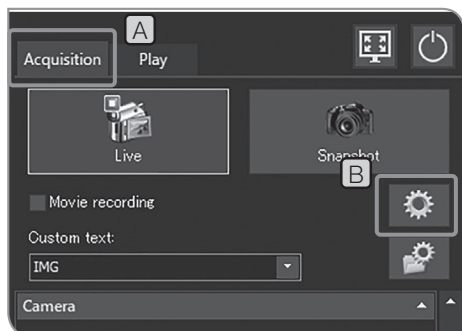 A
Acquisition Play
Live Snapshot
B
Movie recording
Custom text:
IMG
Camera